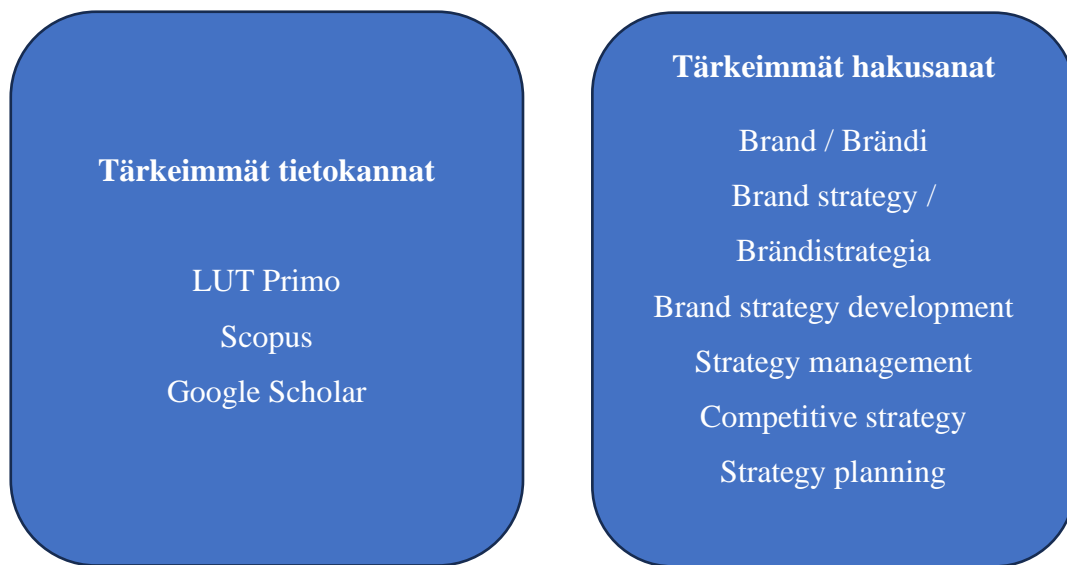 Tärkeimmät tietokannat
LUT Primo
Scopus
Google Scholar
Tärkeimmät hakusanat
Brand / Brändi
Brand strategy /
Brändistrategia
Brand strategy development
Strategy management
Competitive strategy
Strategy planning